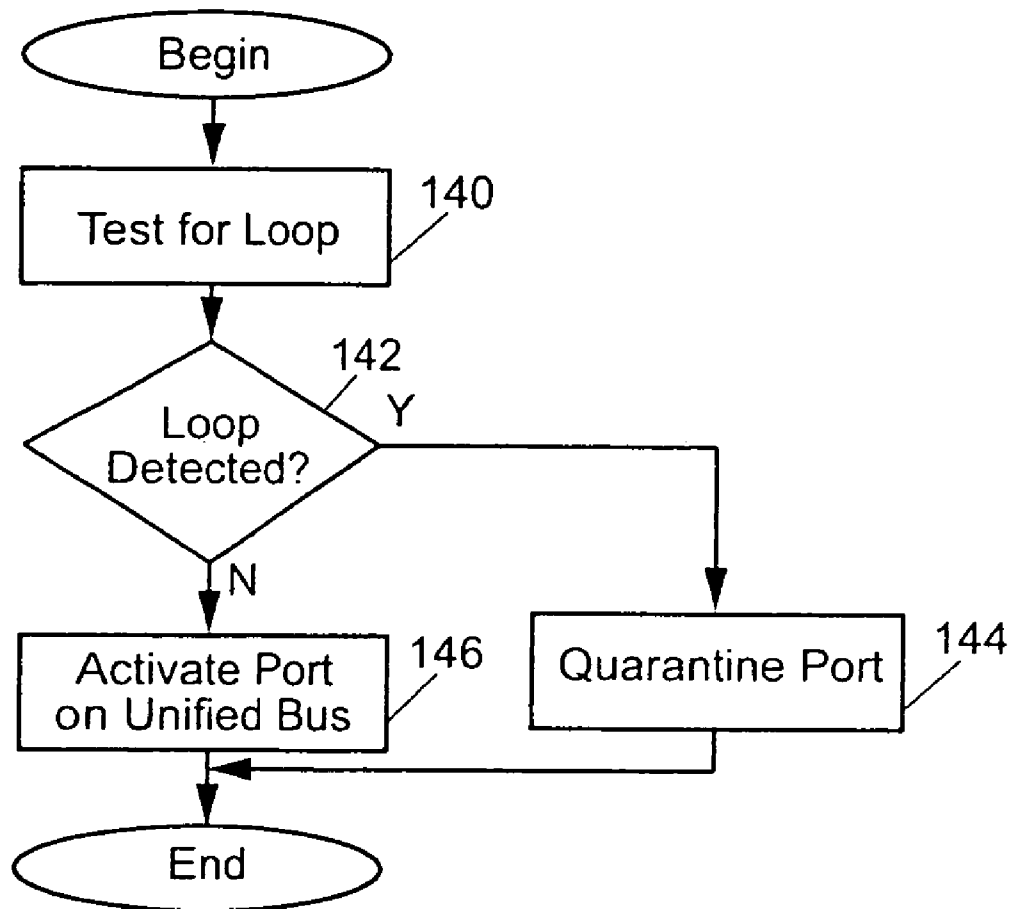 Begin
Test for Loop
140
142
Loop
Detected?
Y
N
Activate Port
on Unified Bus
146
Quarantine Port
144
End